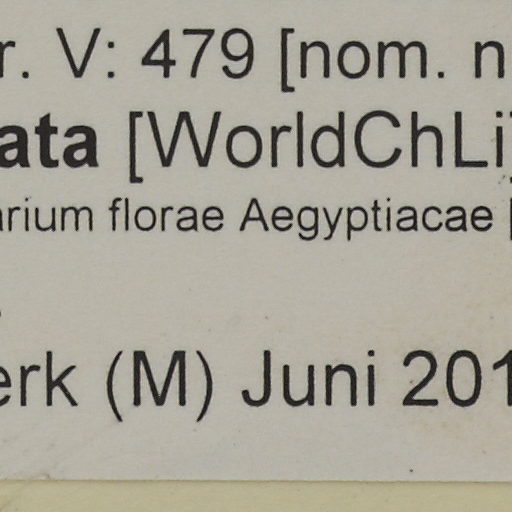 r. V: 479 [nom. n
ata [WorldChLi]
arium florae Aegyptiacae [
erk (M) Juni 201